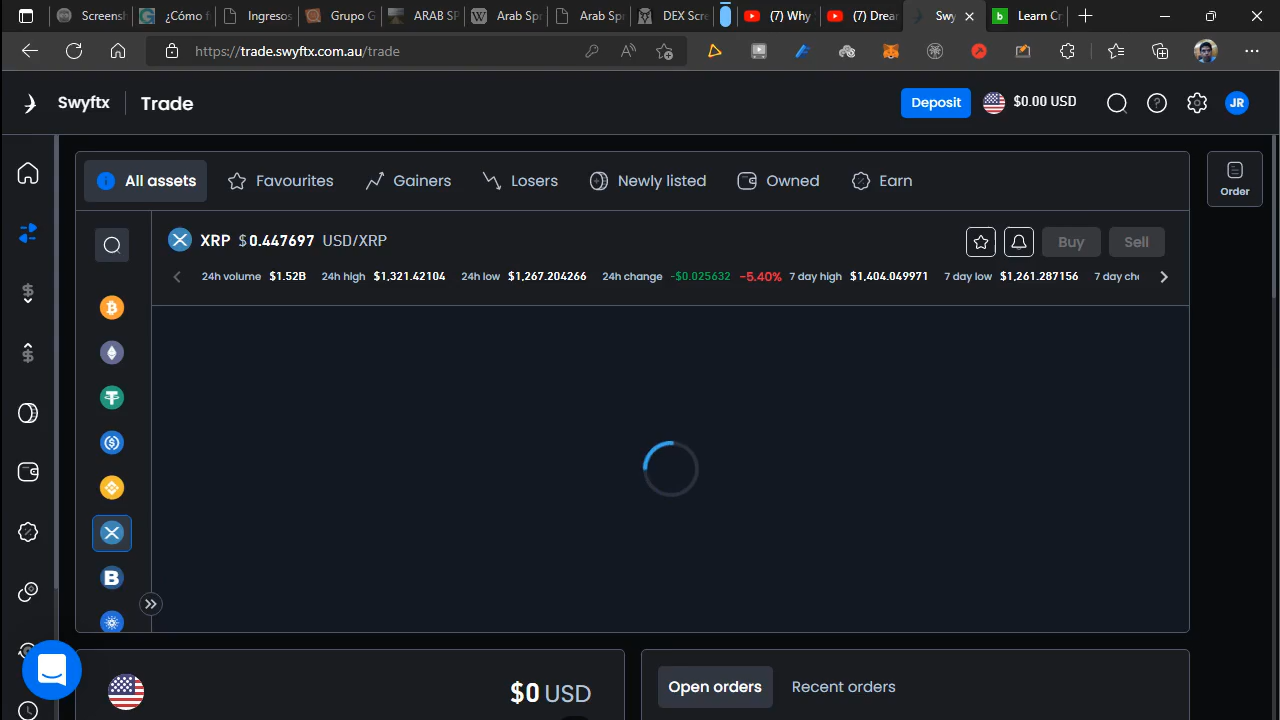 Screensh
¿Cómo f
Ingresos
Grupo G
ARAB SP
Arab Spr
Arab Spr
DEX Scre
(7) Why
(7) Drear
Swy
Learn Cr
https://trade.swyftx.com.au/trade
Swyftx
Trade
Deposit
$0.00 USD
JR
All assets
Favourites
Gainers
Losers
Newly listed
Owned
Earn
Order
XRP $0.447697 USD/XRP
Buy
Sell
24h volume $1.52B 24h high $1,321.42104 24h low $1,267.204266 24h change -$0.025632 -5.40% 7 day high $1,404.049971 7 day low $1,261.287156 7 day ch
$0 USD
Open orders
Recent orders